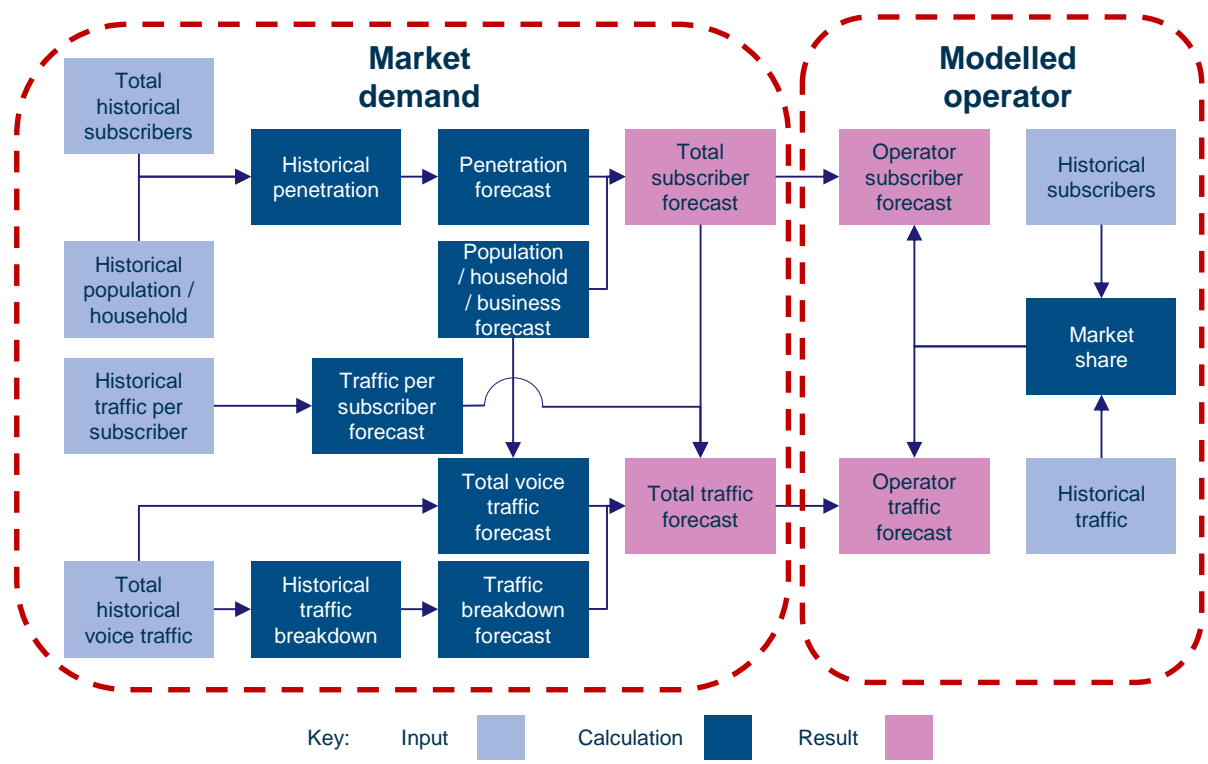 Market
demand
Modelled
operator
Total
historical
subscribers
Historical
penetration
Penetration
forecast
Total
subscriber
forecast
Operator
subscriber
forecast
Historical
subscribers
Historical
population /
household
Population
/ household
/ business
forecast
Market
share
Historical
traffic per
subscriber
Traffic per
subscriber
forecast
Total voice
traffic
forecast
Total traffic
forecast
Operator
traffic
forecast
Historical
traffic
Total
historical
voice traffic
Historical
traffic
breakdown
Traffic
breakdown
forecast
Key: Input Calculation Result